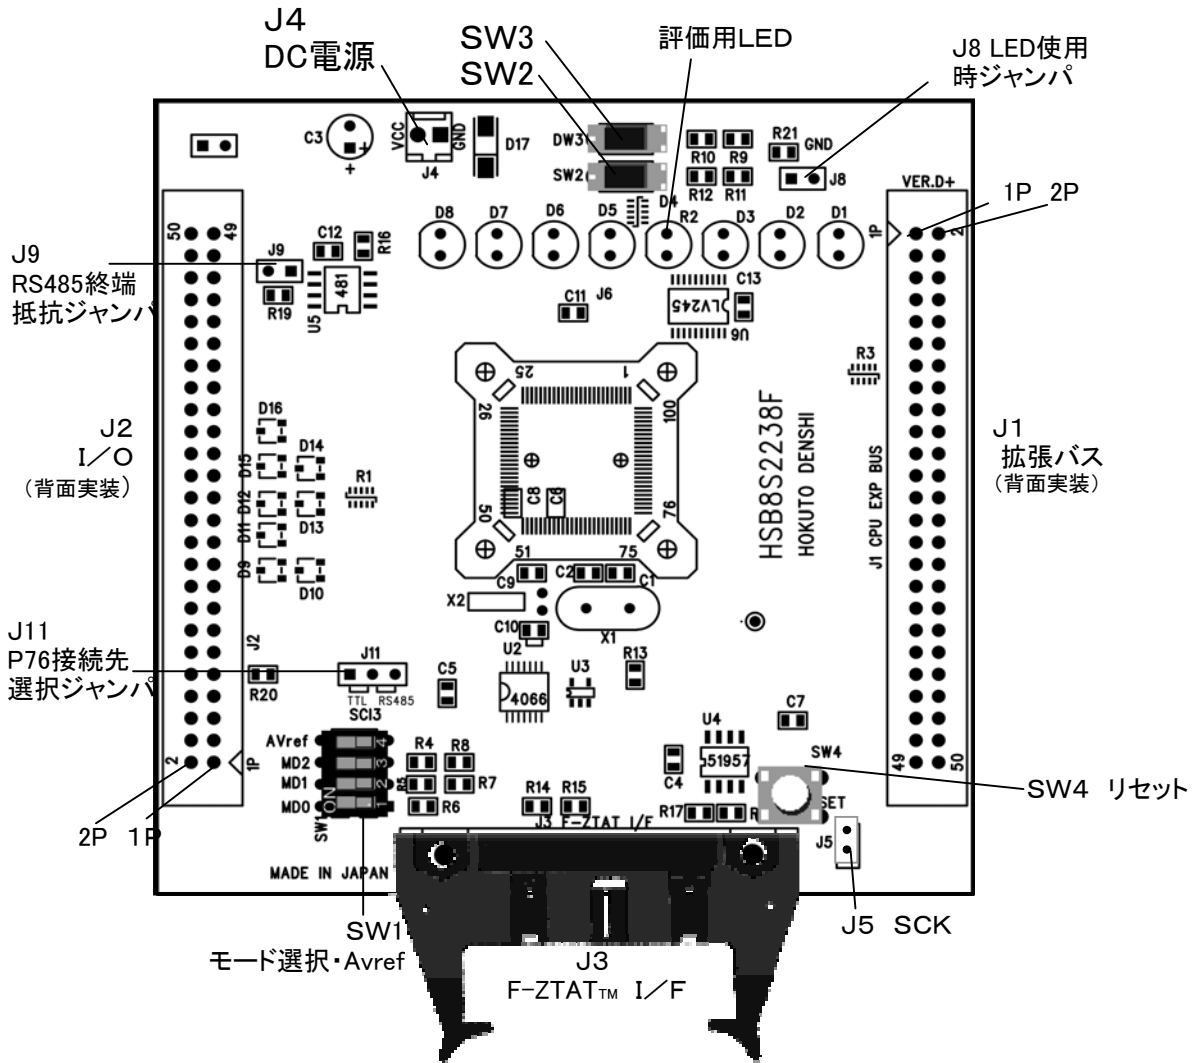 J4
DC電源
SW3
SW2
評価用LED
J8 LED使用
時ジャンパ
C3
VCC
GND
J4
D17
DW3
SW2
R10
R9
R12
R11
R21
GND
J8
VER.D+
1P 2P
D8
D7
D6
D5
D4
R2
D3
D2
D1
1P
2
50
49
J9
RS485終端
抵抗ジャンパ
J9
C12
R16
R19
U5
481
C11
J6
LV245
C13
U6
R3
25
1
26
100
50
76
51
75
C8
C6
HSB8S2238F
HOKUTO DENSHI
J1 CPU EXP BUS
J2
I/O
(背面実装)
J1
拡張バス
(背面実装)
D16
D15
D14
D12
D13
D11
D9
D10
R1
C9
C2
C1
X2
X1
C10
U2
4066
U3
R13
J11
P76接続先
選択ジャンパ
J2
R20
J11
TTL
RS485
SCI3
C5
C7
U4
51957
C4
SW4
SET
SW4 リセット
AVref
MD2
MD1
MD0
4
3
2
1
ON
SW1
R4
R8
R5
R7
R6
R14
R15
R17
R
J3 F-ZTAT I/F
J5
49
50
2
1P
2P 1P
MADE IN JAPAN
SW1
モード選択・Avref
J3
F-ZTAT™ I/F
J5 SCK